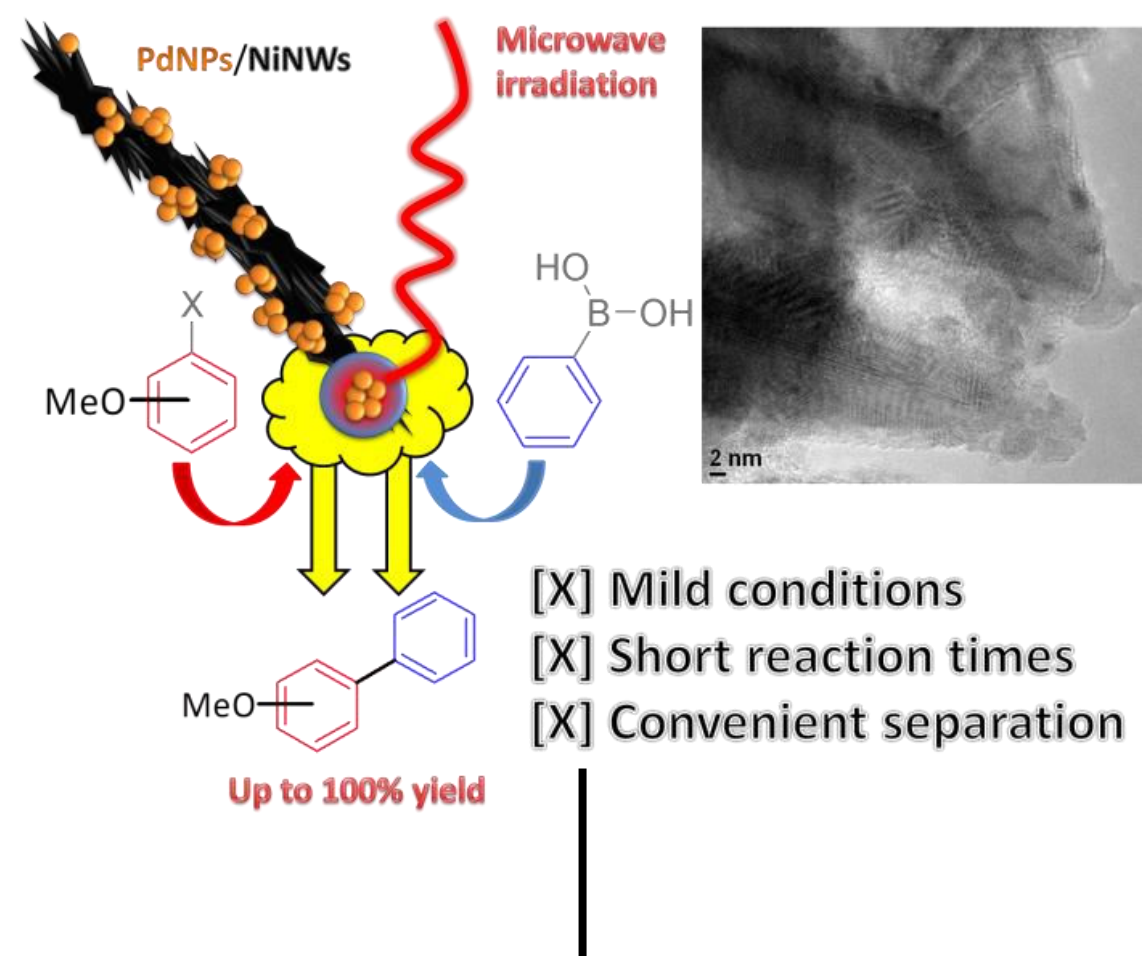 PdNPs/NiNWs
Microwave
irradiation
HO
B-OH
X
MeO
2 nm
MeO
Up to 100% yield
[X] Mild conditions
[X] Short reaction times
[X] Convenient separation